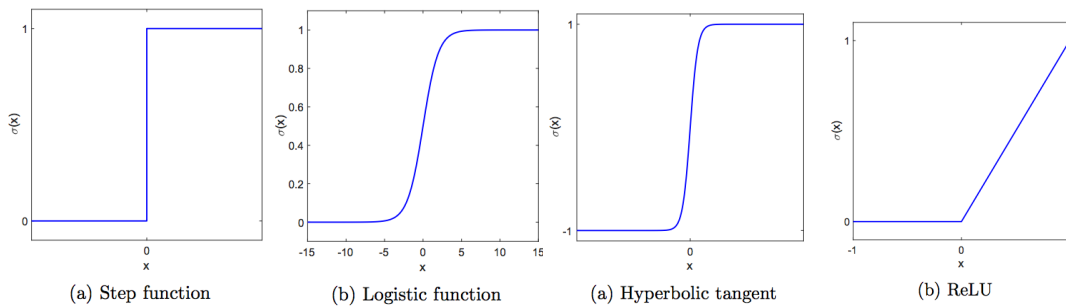 1
σ(x)
0
0
x
(a) Step function
1
0.8
0.6
σ(x)
0.4
0.2
0
-15 -10 -5 0 5 10 15
x
(b) Logistic function
1
σ(x)
-1
0
x
(a) Hyperbolic tangent
1
σ(x)
0
-1 0
x
(b) ReLU